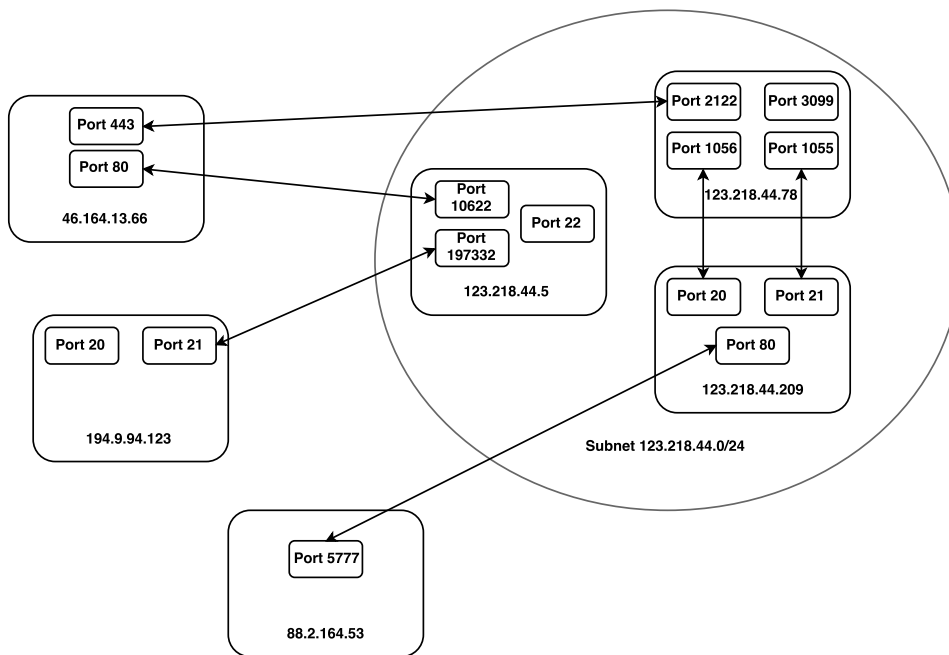 Port 443
Port 80
46.164.13.66
Port 20
Port 21
194.9.94.123
Port 5777
88.2.164.53
Port
10622
Port
197332
Port 22
123.218.44.5
Port 2122
Port 3099
Port 1056
Port 1055
123.218.44.78
Port 20
Port 21
Port 80
123.218.44.209
Subnet 123.218.44.0/24